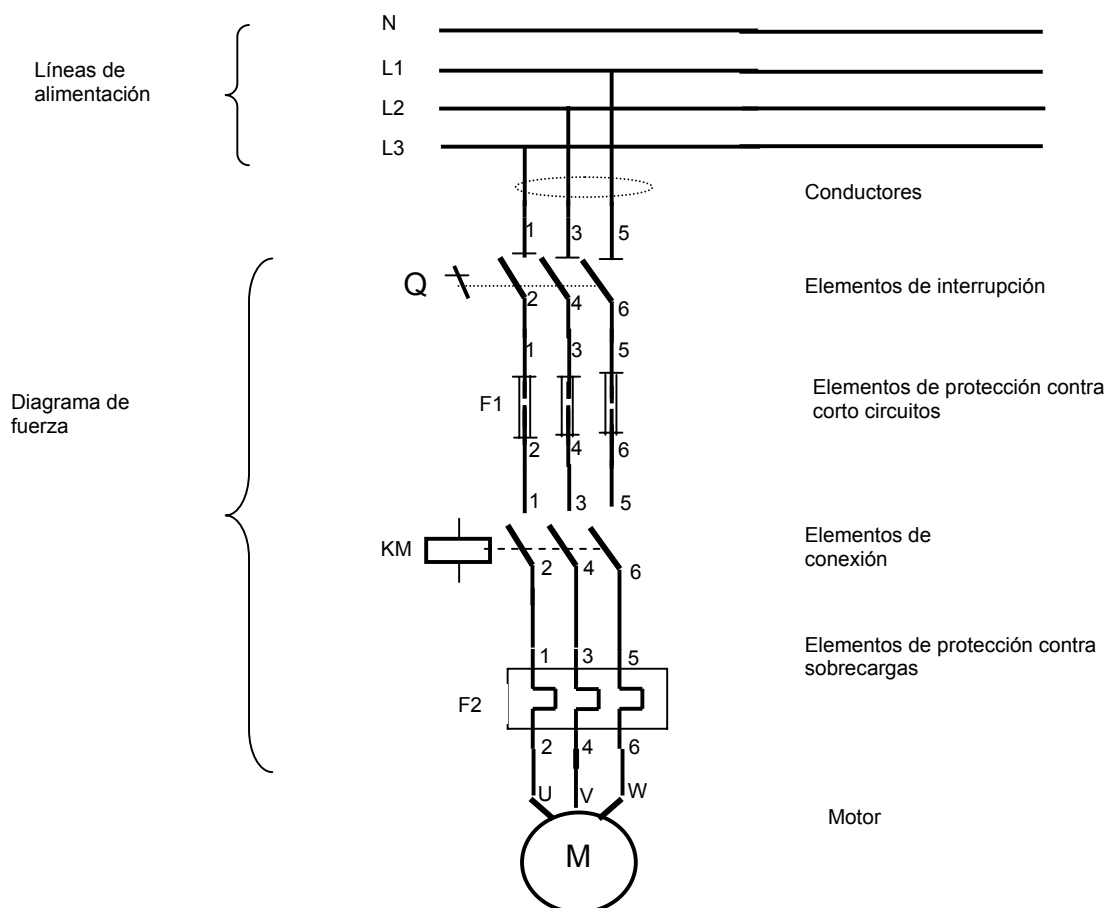 N
Líneas de
alimentación
L1
L2
L3
Conductores
1 3 5
Q
2 4 6
Elementos de interrupción
1 3 5
Diagrama de
fuerza
F1
Elementos de protección contra
corto circuitos
2 4 6
1 3 5
KM
2 4 6
Elementos de
conexión
1 3 5
Elementos de protección contra
sobrecargas
F2
2 4 6
U V W
Motor
M